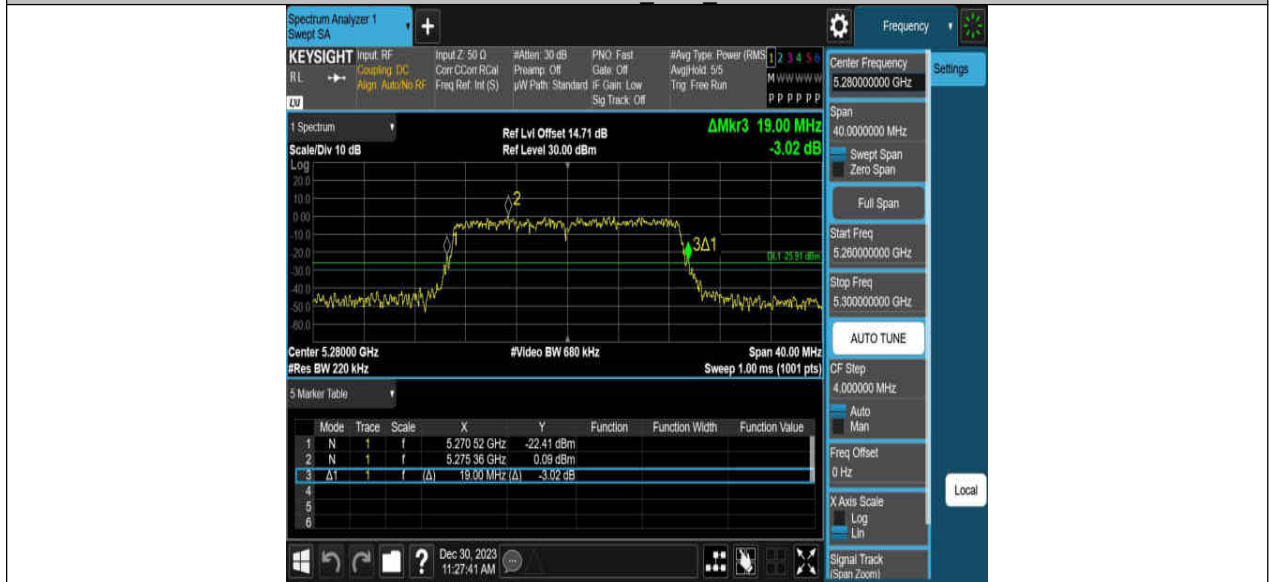 Spectrum Analyzer 1
Swept SA
+
Frequency
KEYSIGHT
RL
Input: RF
Coupling: DC
Align: Auto/No RF
Input Z: 50 Ω
Corr CCorr RCal
Freq Ref: Int (S)
#Atten: 30 dB
Preamp: Off
µW Path: Standard
PNO: Fast
Gate: Off
IF Gain: Low
Sig Track: Off
#Avg Type: Power (RMS
Avg|Hold: 5/5
Trig: Free Run
1 2 3 4 5 6
M W W W W W
P P P P P P
1 Spectrum
Scale/Div 10 dB
Ref Lvl Offset 14.71 dB
Ref Level 30.00 dBm
ΔMkr3 19.00 MHz
-3.02 dB
Log
20.0
10.0
0.00
-10.0
-20.0
-30.0
-40.0
-50.0
-60.0
2
3Δ1
DL1 -25.91 dBm
Center 5.28000 GHz
#Video BW 680 kHz
Span 40.00 MHz
#Res BW 220 kHz
Sweep 1.00 ms (1001 pts)
5 Marker Table
Mode Trace Scale X Y Function Function Width Function Value
1 N 1 f 5.270 52 GHz -22.41 dBm
2 N 1 f 5.275 36 GHz 0.09 dBm
3 Δ1 1 f (Δ) 19.00 MHz (Δ) -3.02 dB
4
5
6
?
Dec 30, 2023
11:27:41 AM
Center Frequency
5.280000000 GHz
Settings
Span
40.0000000 MHz
Swept Span
Zero Span
Full Span
Start Freq
5.260000000 GHz
Stop Freq
5.300000000 GHz
AUTO TUNE
CF Step
4.000000 MHz
Auto
Man
Freq Offset
0 Hz
X Axis Scale
Log
Lin
Local
Signal Track
(Span Zoom)